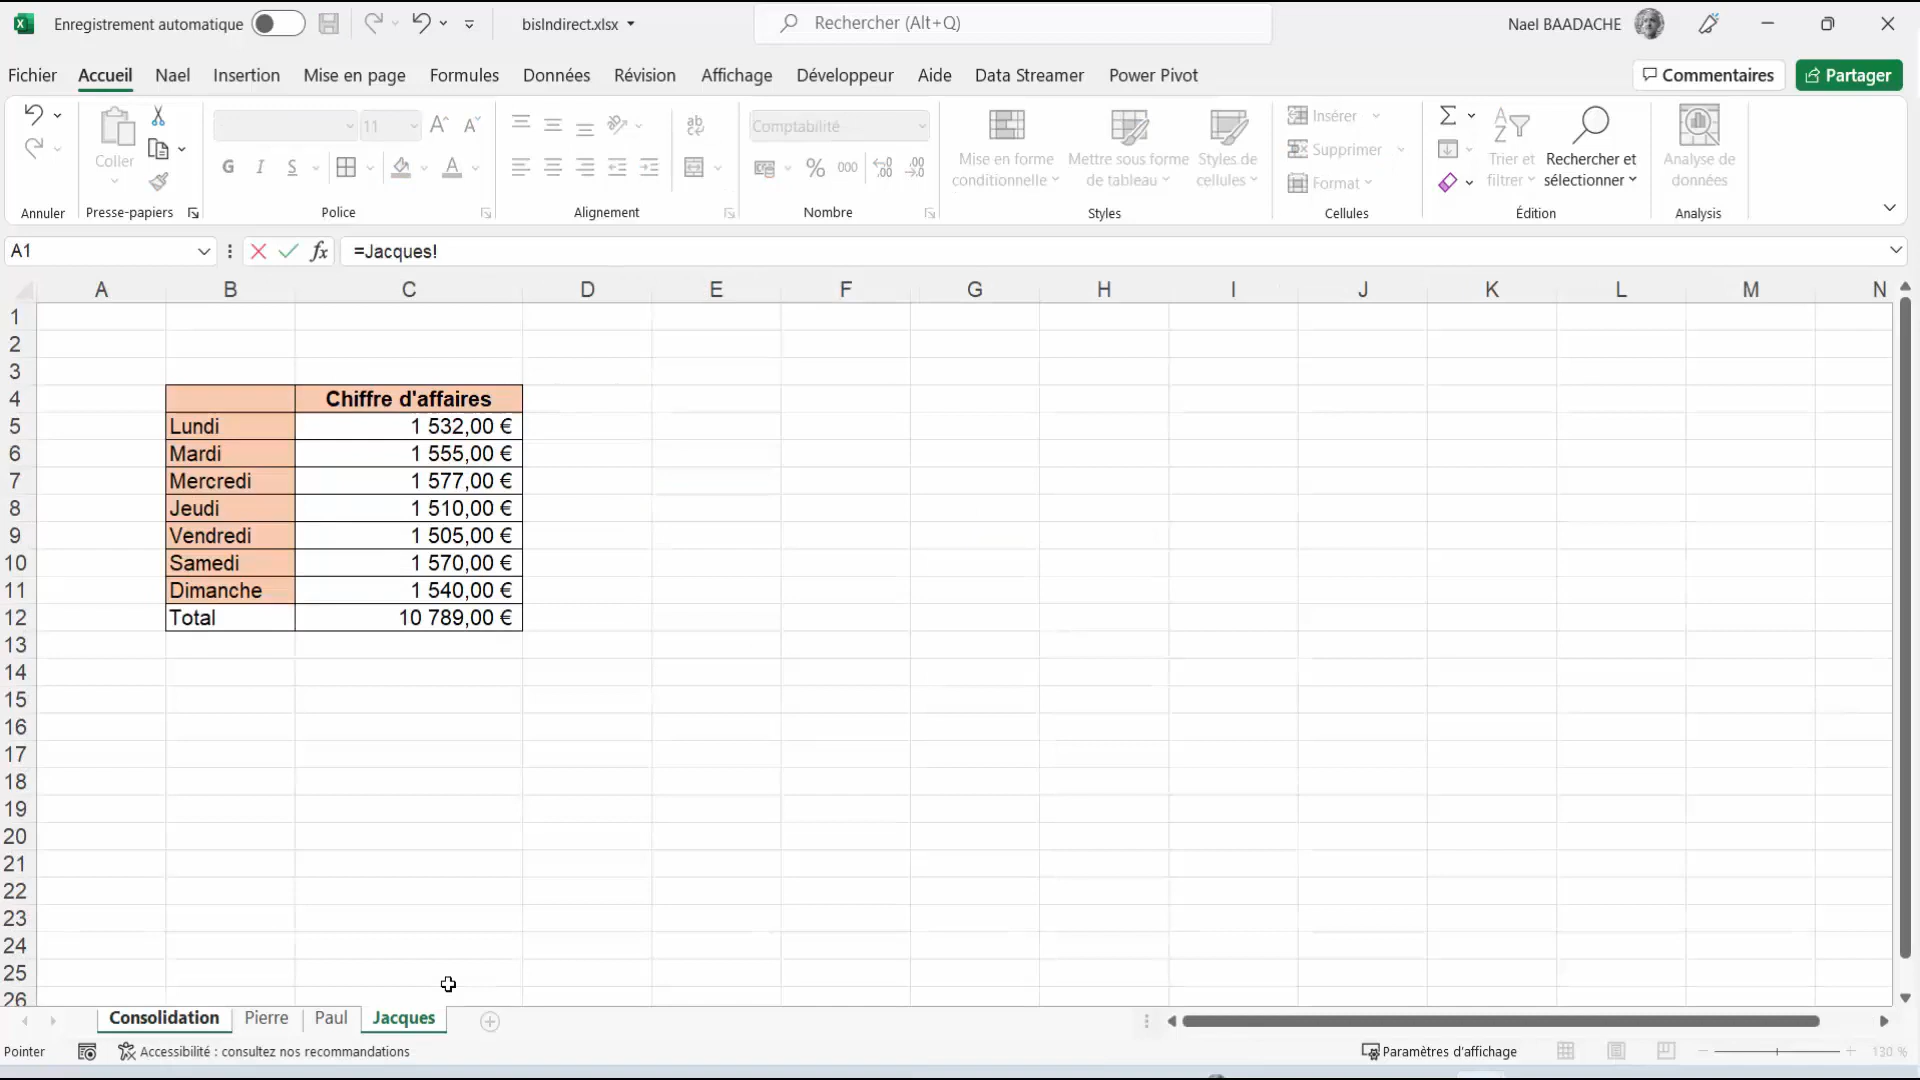 Enregistrement automatique
bisIndirect.xlsx
Rechercher (Alt+Q)
Nael BAADACHE
Fichier Accueil Nael Insertion Mise en page Formules Données Révision Affichage Développeur Aide Data Streamer Power Pivot Commentaires Partager
Coller
11
G I S
ab
Comptabilité
% 000
Mise en forme conditionnelle
Mettre sous forme de tableau
Styles de cellules
Insérer
Supprimer
Format
Trier et filtrer
Rechercher et sélectionner
Analyse de données
Annuler Presse-papiers Police Alignement Nombre Styles Cellules Édition Analysis
A1 fx =Jacques!
A B C D E F G H I J K L M N
1
2
3
4 Chiffre d'affaires
5 Lundi 1 532,00 €
6 Mardi 1 555,00 €
7 Mercredi 1 577,00 €
8 Jeudi 1 510,00 €
9 Vendredi 1 505,00 €
10 Samedi 1 570,00 €
11 Dimanche 1 540,00 €
12 Total 10 789,00 €
13
14
15
16
17
18
19
20
21
22
23
24
25
26
Consolidation Pierre Paul Jacques
Pointer Accessibilité : consultez nos recommandations Paramètres d'affichage 130 %